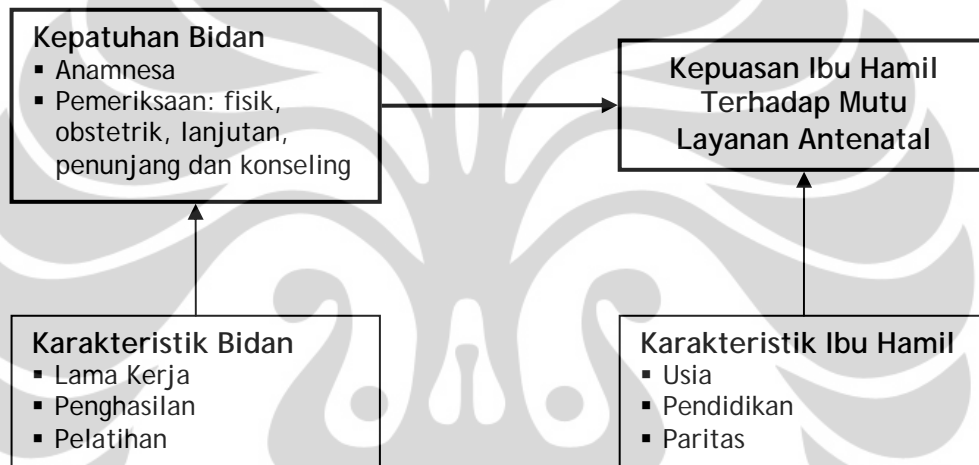 Kepatuhan Bidan
▪ Anamnesa
▪ Pemeriksaan: fisik,
obstetrik, lanjutan,
penunjang dan konseling
Kepuasan Ibu Hamil
Terhadap Mutu
Layanan Antenatal
Karakteristik Bidan
▪ Lama Kerja
▪ Penghasilan
▪ Pelatihan
Karakteristik Ibu Hamil
▪ Usia
▪ Pendidikan
▪ Paritas